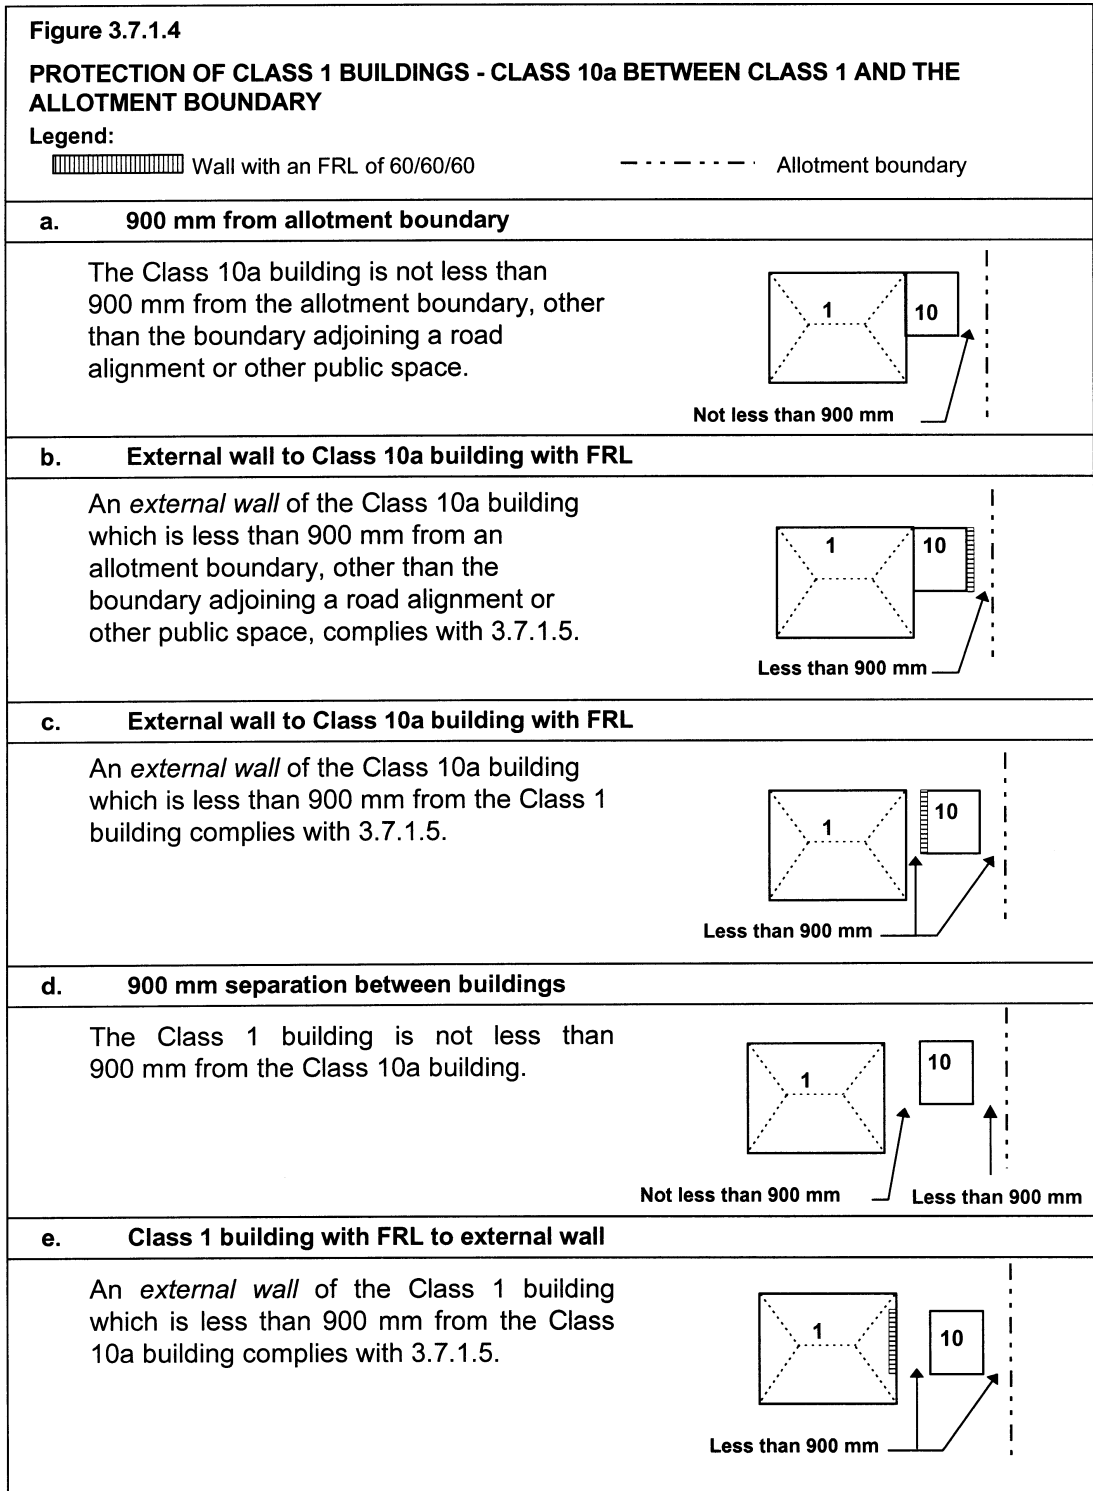 Figure 3.7.1.4
PROTECTION OF CLASS 1 BUILDINGS - CLASS 10a BETWEEN CLASS 1 AND THE
ALLOTMENT BOUNDARY
Legend:
Wall with an FRL of 60/60/60
Allotment boundary
a. 900 mm from allotment boundary
The Class 10a building is not less than
900 mm from the allotment boundary, other
than the boundary adjoining a road
alignment or other public space.
1
10
Not less than 900 mm
b. External wall to Class 10a building with FRL
An external wall of the Class 10a building
which is less than 900 mm from an
allotment boundary, other than the
boundary adjoining a road alignment or
other public space, complies with 3.7.1.5.
1
10
Less than 900 mm
c. External wall to Class 10a building with FRL
An external wall of the Class 10a building
which is less than 900 mm from the Class 1
building complies with 3.7.1.5.
1
10
Less than 900 mm
d. 900 mm separation between buildings
The Class 1 building is not less than
900 mm from the Class 10a building.
1
10
Not less than 900 mm
Less than 900 mm
e. Class 1 building with FRL to external wall
An external wall of the Class 1 building
which is less than 900 mm from the Class
10a building complies with 3.7.1.5.
1
10
Less than 900 mm